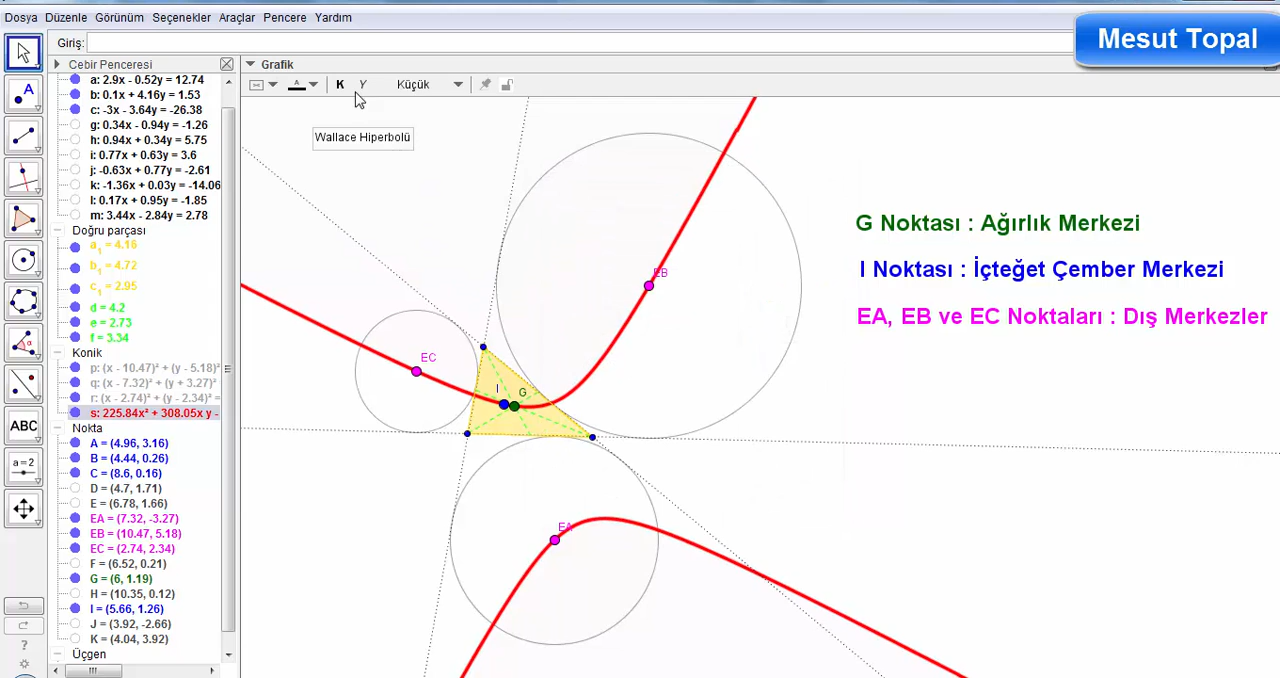 Dosya Düzenle Görünüm Seçenekler Araçlar Pencere Yardım
Mesut Topal
Giriş:
Cebir Penceresi
Grafik
K Y Küçük
a: 2.9x - 0.52y = 12.74
b: 0.1x + 4.16y = 1.53
c: -3x - 3.64y = -26.38
g: 0.34x - 0.94y = -1.26
h: 0.94x + 0.34y = 5.75
i: 0.77x + 0.63y = 3.6
j: -0.63x + 0.77y = -2.61
k: -1.36x + 0.03y = -14.06
l: 0.17x + 0.95y = -1.85
m: 3.44x - 2.84y = 2.78
Doğru parçası
a₁ = 4.16
b₁ = 4.72
c₁ = 2.95
d = 4.2
e = 2.73
f = 3.34
Konik
p: (x - 10.47)² + (y - 5.18)²
q: (x - 7.32)² + (y + 3.27)²
r: (x - 2.74)² + (y - 2.34)² =
s: 225.84x² + 308.05x y -
Nokta
A = (4.96, 3.16)
B = (4.44, 0.26)
C = (8.6, 0.16)
D = (4.7, 1.71)
E = (6.78, 1.66)
EA = (7.32, -3.27)
EB = (10.47, 5.18)
EC = (2.74, 2.34)
F = (6.52, 0.21)
G = (6, 1.19)
H = (10.35, 0.12)
I = (5.66, 1.26)
J = (3.92, -2.66)
K = (4.04, 3.92)
Üçgen
A
ABC
a=2
?
Wallace Hiperbolü
EB
EC
I
G
EA
G Noktası : Ağırlık Merkezi
I Noktası : İçteğet Çember Merkezi
EA, EB ve EC Noktaları : Dış Merkezler